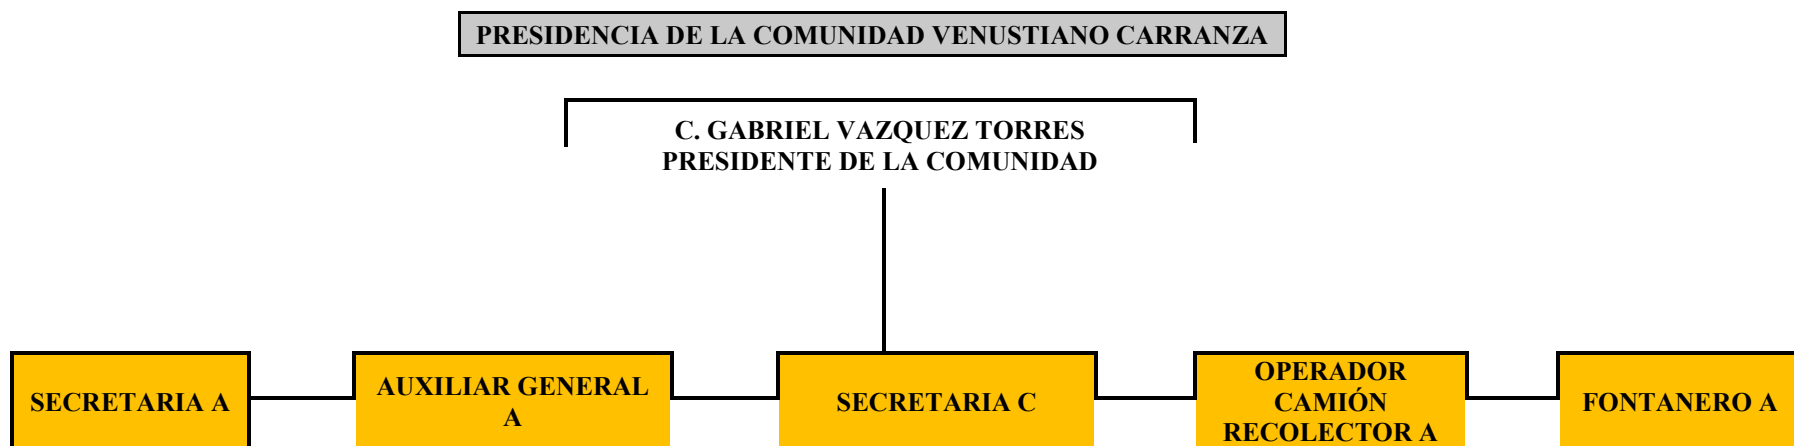 PRESIDENCIA DE LA COMUNIDAD VENUSTIANO CARRANZA
C. GABRIEL VAZQUEZ TORRES
PRESIDENTE DE LA COMUNIDAD
SECRETARIA A
AUXILIAR GENERAL
A
SECRETARIA C
OPERADOR
CAMIÓN
RECOLECTOR A
FONTANERO A